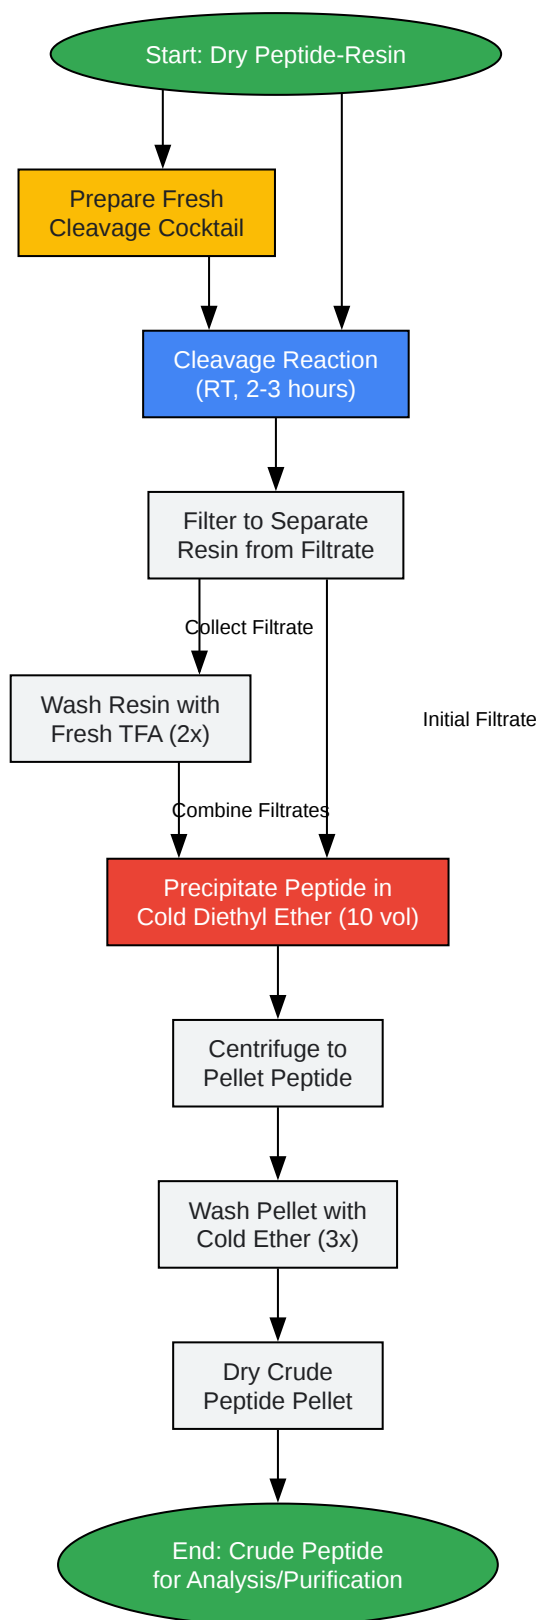 Start: Dry Peptide-Resin
Prepare Fresh
Cleavage Cocktail
Cleavage Reaction
(RT, 2-3 hours)
Filter to Separate
Resin from Filtrate
Collect Filtrate
Wash Resin with
Fresh TFA (2x)
Initial Filtrate
Combine Filtrates
Precipitate Peptide in
Cold Diethyl Ether (10 vol)
Centrifuge to
Pellet Peptide
Wash Pellet with
Cold Ether (3x)
Dry Crude
Peptide Pellet
End: Crude Peptide
for Analysis/Purification